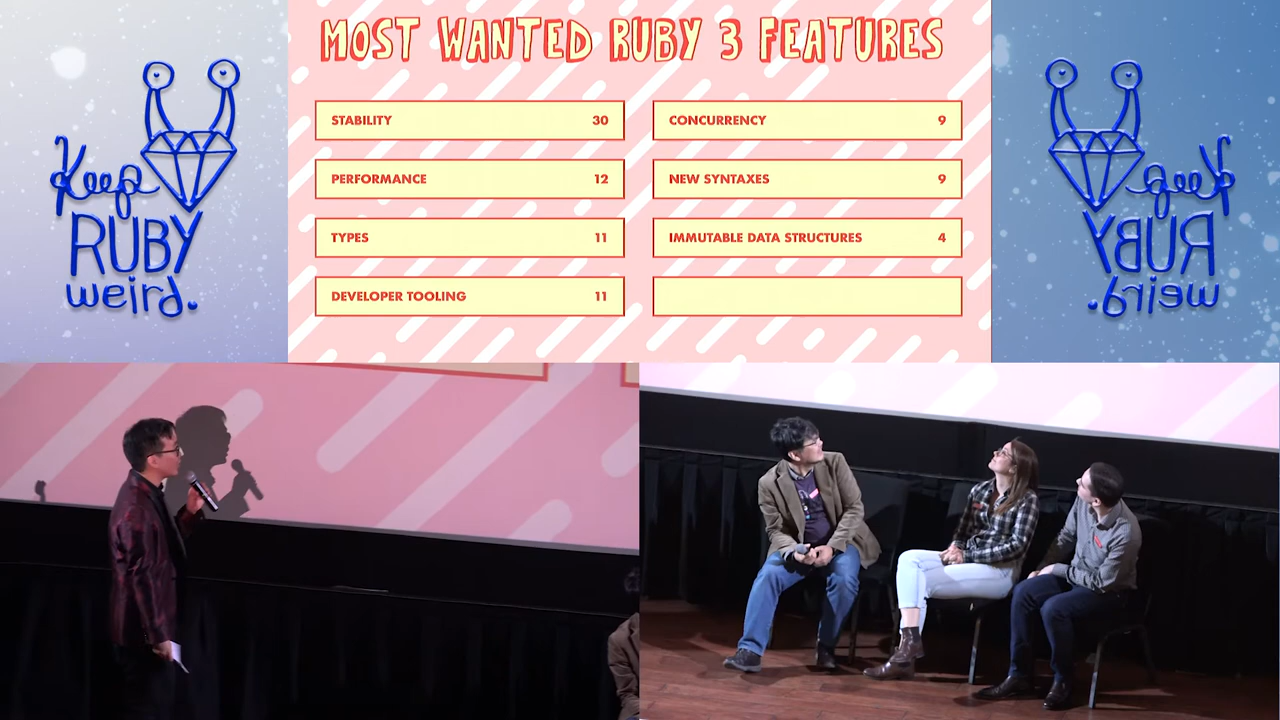 MOST WANTED RUBY 3 FEATURES
STABILITY 30
PERFORMANCE 12
TYPES 11
DEVELOPER TOOLING 11
CONCURRENCY 9
NEW SYNTAXES 9
IMMUTABLE DATA STRUCTURES 4
Keep
RUBY
weird.
Keep
RUBY
weird.